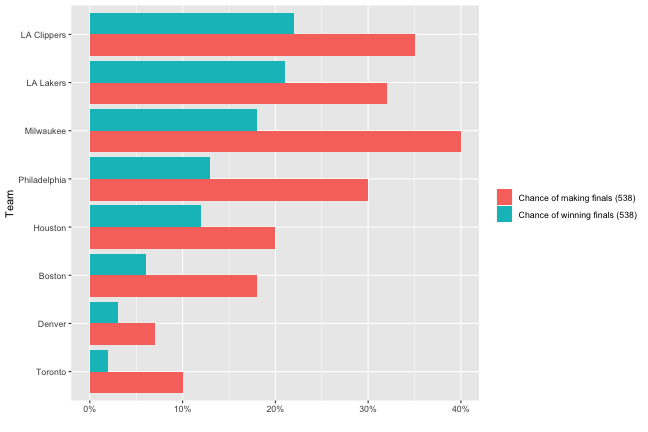 LA Clippers
LA Lakers
Milwaukee
Philadelphia
Houston
Boston
Denver
Toronto
Team
0% 10% 20% 30% 40%
Chance of making finals (538)
Chance of winning finals (538)